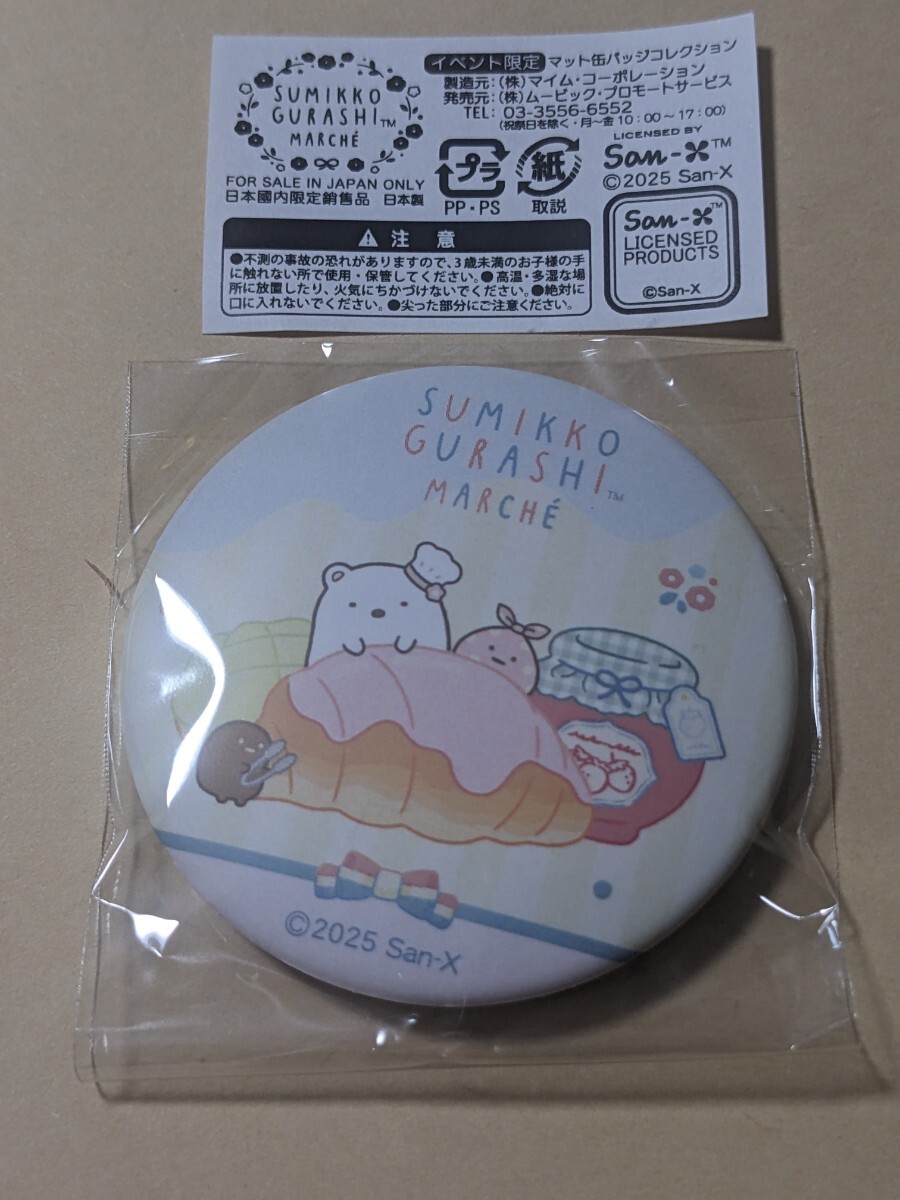 SUMIKKO
GURASHI™
MARCHÉ
FOR SALE IN JAPAN ONLY
日本國内限定銷售品 日本製
イベント限定 マット缶バッジコレクション
製造元:(株)マイム・コーポレーション
発売元:(株)ムービック・プロモートサービス
TEL: 03-3556-6552
(祝祭日を除く・月〜金10:00〜17:00)
プラ
PP・PS
紙
取説
LICENSED BY
San-X™
©2025 San-X
San-X™
LICENSED
PRODUCTS
©San-X
⚠注意
●不測の事故の恐れがありますので、3歳未満のお子様の手
に触れない所で使用・保管してください。●高温・多湿な場
所に放置したり、火気にちかづけないでください。●絶対に
口に入れないでください。●尖った部分にご注意ください。
SUMIKKO
GURASHI™
MARCHÉ
©2025 San-X